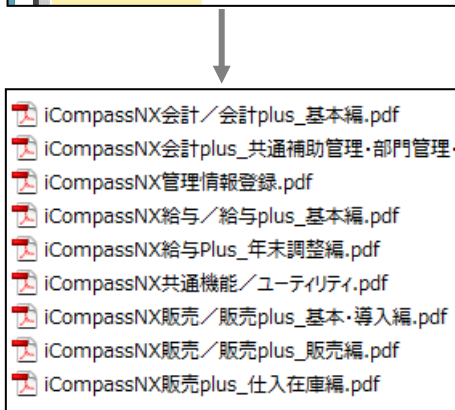 iCompassNX会計／会計plus_基本編.pdf
iCompassNX会計plus_共通補助管理・部門管理・
iCompassNX管理情報登録.pdf
iCompassNX給与／給与plus_基本編.pdf
iCompassNX給与Plus_年末調整編.pdf
iCompassNX共通機能／ユーティリティ.pdf
iCompassNX販売／販売plus_基本・導入編.pdf
iCompassNX販売／販売plus_販売編.pdf
iCompassNX販売plus_仕入在庫編.pdf